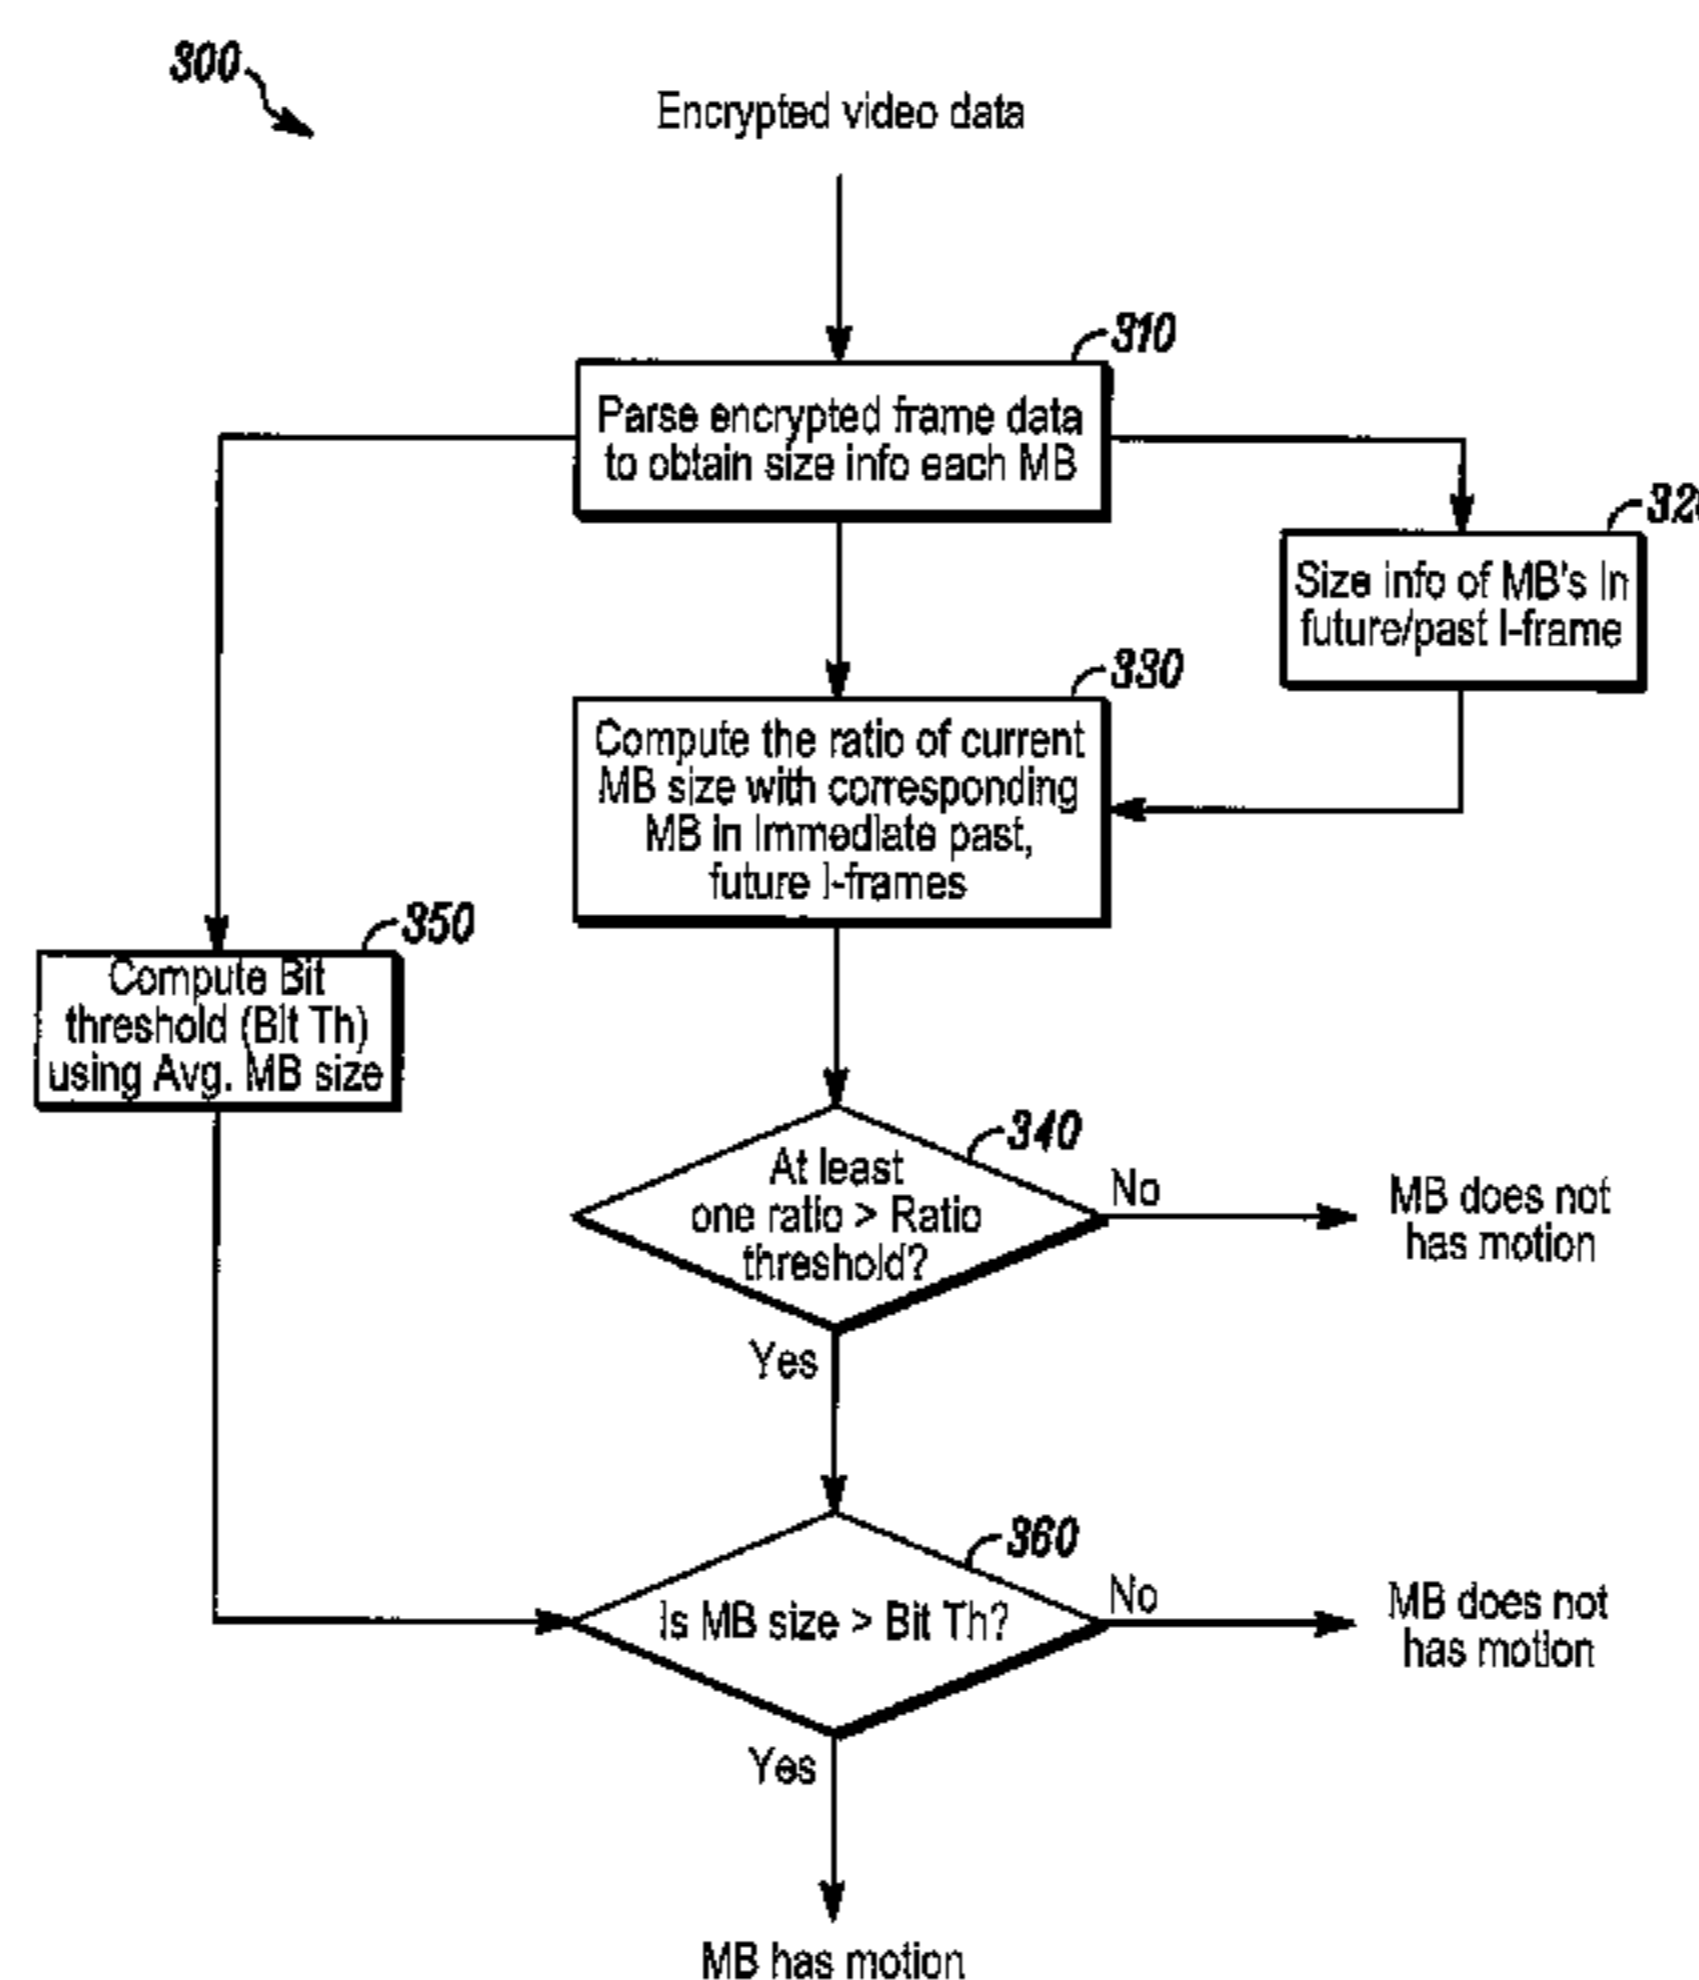 300
Encrypted video data
310
Parse encrypted frame data
to obtain size info each MB
Size info of MB's In
future/past I-frame
330
Compute the ratio of current
MB size with corresponding
MB in Immediate past,
future I-frames
350
Compute Bit
threshold (Bit Th)
using Avg. MB size
340
At least
one ratio > Ratio
threshold?
No
MB does not
has motion
Yes
360
Is MB size > Bit Th?
No
MB does not
has motion
Yes
MB has motion